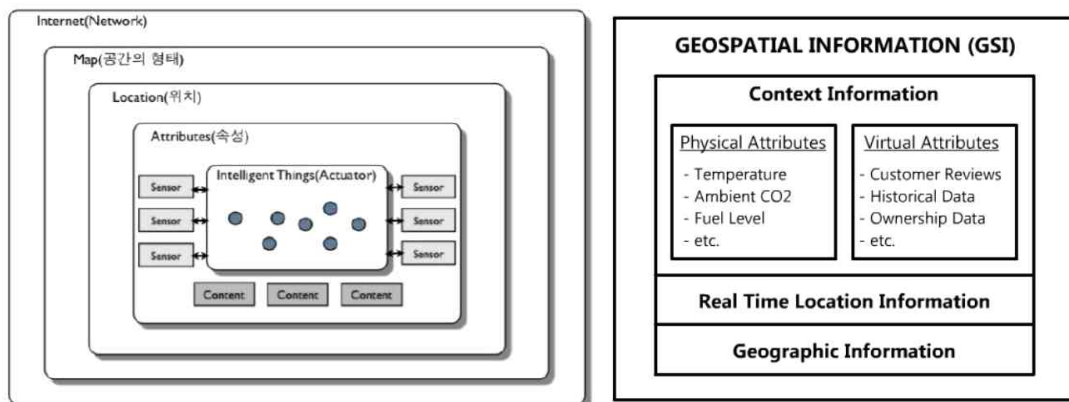 Internet(Network)
Map(공간의 형태)
Location(위치)
Attributes(속성)
Intelligent Things(Actuator)
Sensor
Sensor
Sensor
Sensor
Sensor
Sensor
Content
Content
Content
GEOSPATIAL INFORMATION (GSI)
Context Information
Physical Attributes
- Temperature
- Ambient CO2
- Fuel Level
- etc.
Virtual Attributes
- Customer Reviews
- Historical Data
- Ownership Data
- etc.
Real Time Location Information
Geographic Information